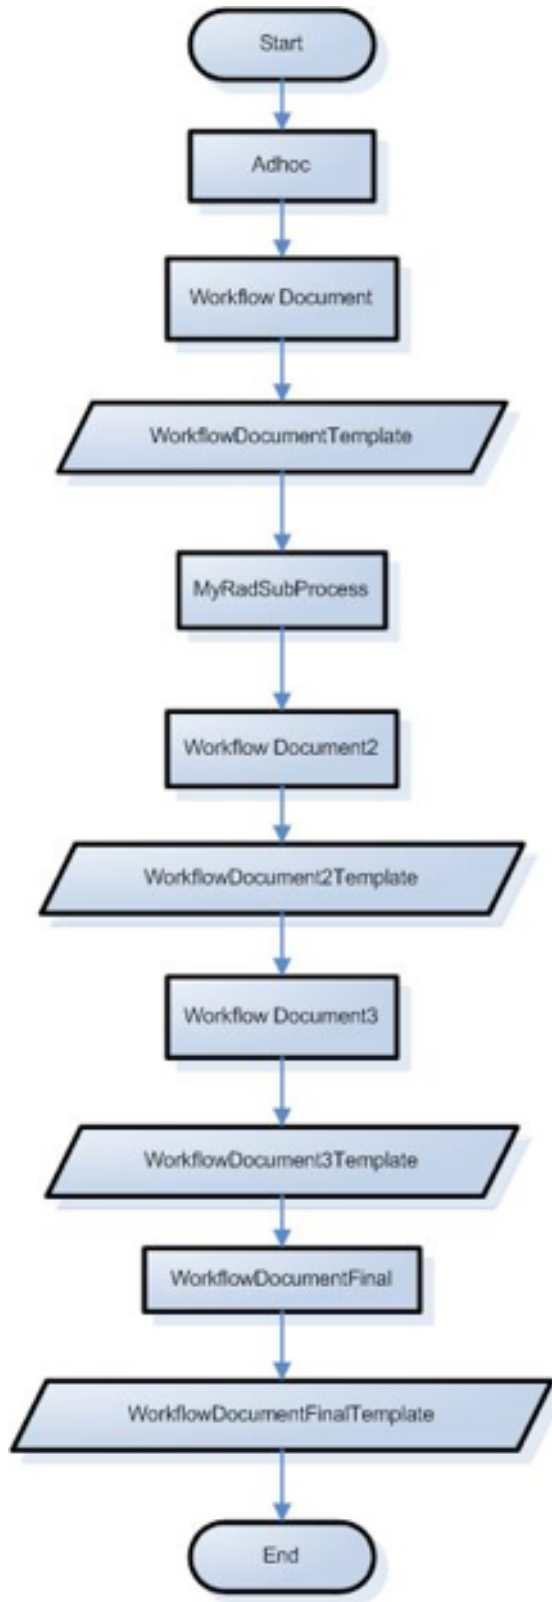 Start
Adhoc
Workflow Document
WorkflowDocumentTemplate
MyRadSubProcess
Workflow Document2
WorkflowDocument2Template
Workflow Document3
WorkflowDocument3Template
WorkflowDocumentFinal
WorkflowDocumentFinalTemplate
End